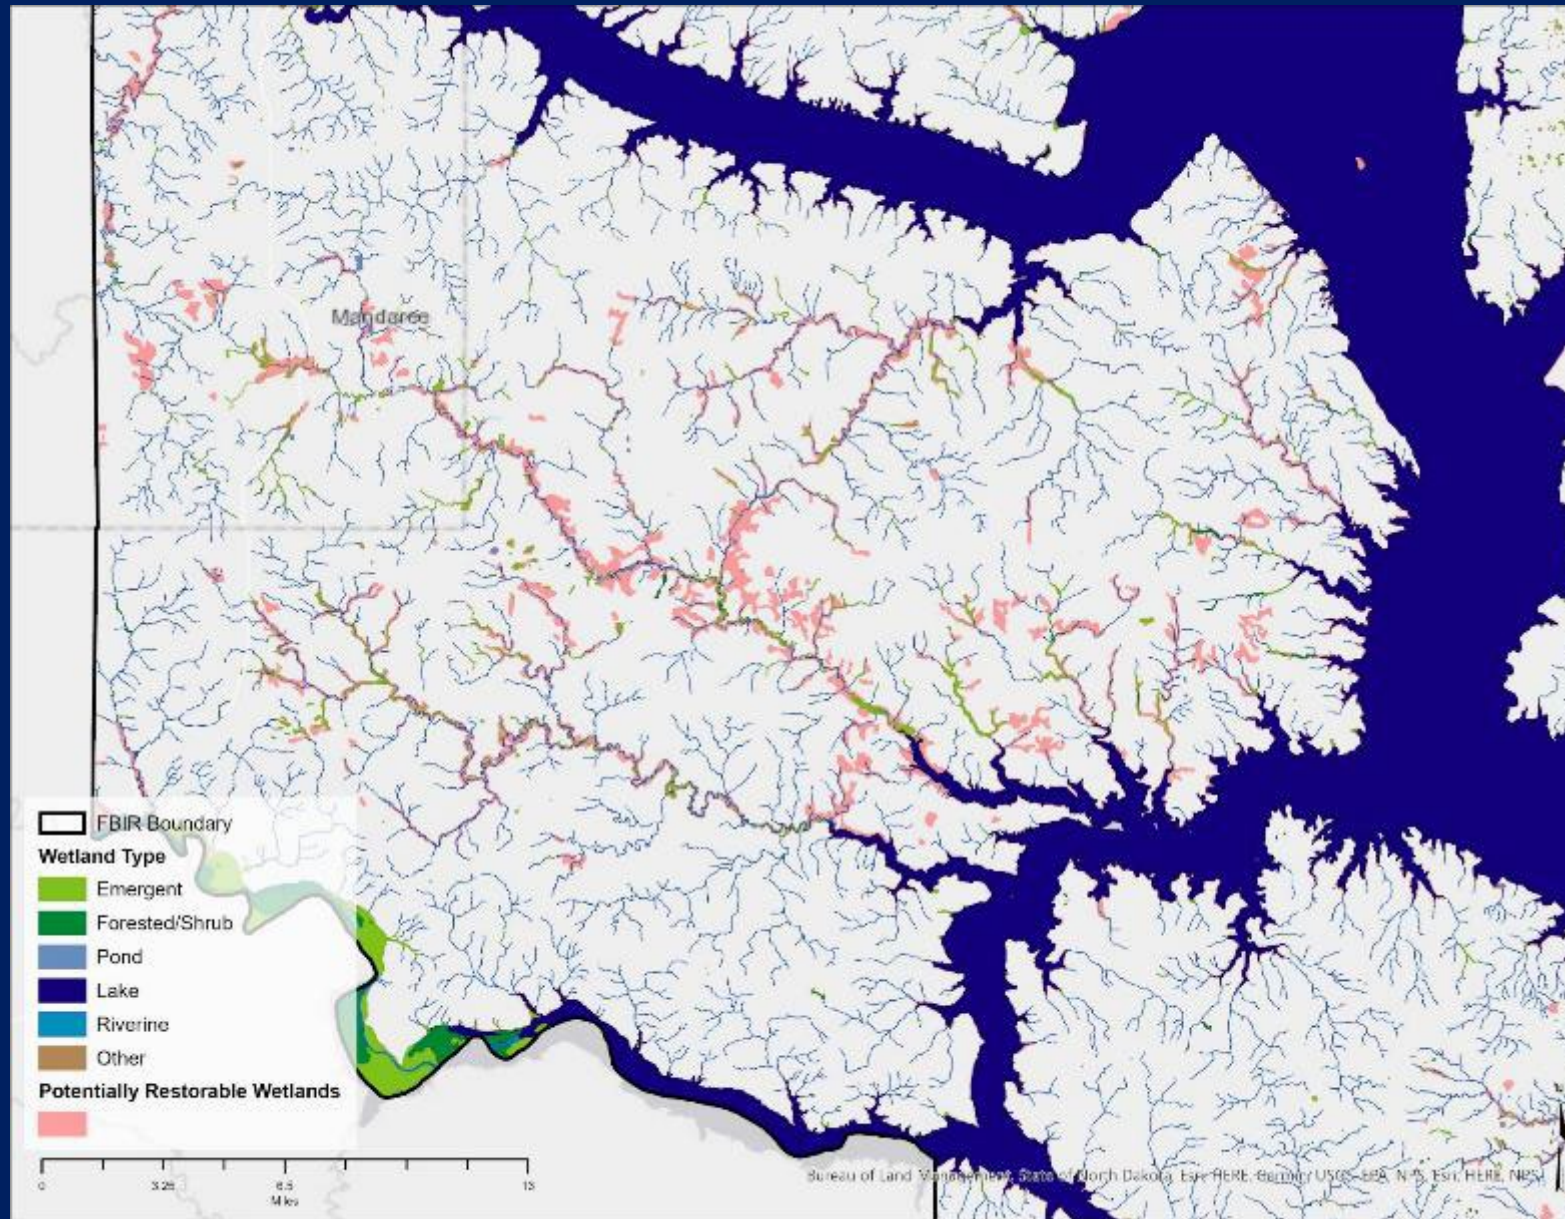 Mandaree
FBIR Boundary
Wetland Type
Emergent
Forested/Shrub
Pond
Lake
Riverine
Other
Potentially Restorable Wetlands
0 3.25 6.5 13
Miles
Bureau of Land Management, State of North Dakota, Esri, HERE, Garmin, USGS, EPA, NPS, Esri, HERE, NPS